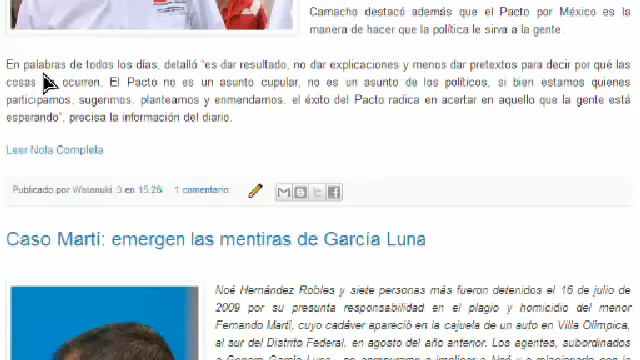 Camacho destacó además que el Pacto por México es la
manera de hacer que la política le sirva a la gente.
En palabras de todos los días, detalló "es dar resultado, no dar explicaciones y menos dar pretextos para decir por qué las
cosas no ocurren. El Pacto no es un asunto cupular, no es un asunto de los políticos, si bien estamos quienes
participamos, sugerimos, planteamos y enmendamos, el éxito del Pacto radica en acertar en aquello que la gente está
esperando", precisa la información del diario.
Leer Nota Completa
Publicado por Watanuki :3 en 15:26 1 comentario:
Caso Marti: emergen las mentiras de García Luna
Noé Hernández Robles y siete personas más fueron detenidos el 16 de julio de
2009 por su presunta responsabilidad en el plagio y homicidio del menor
Fernando Martí, cuyo cadáver apareció en la cajuela de un auto en Villa Olímpica,
al sur del Distrito Federal, en agosto del año anterior. Los agentes, subordinados
a Genaro García Luna